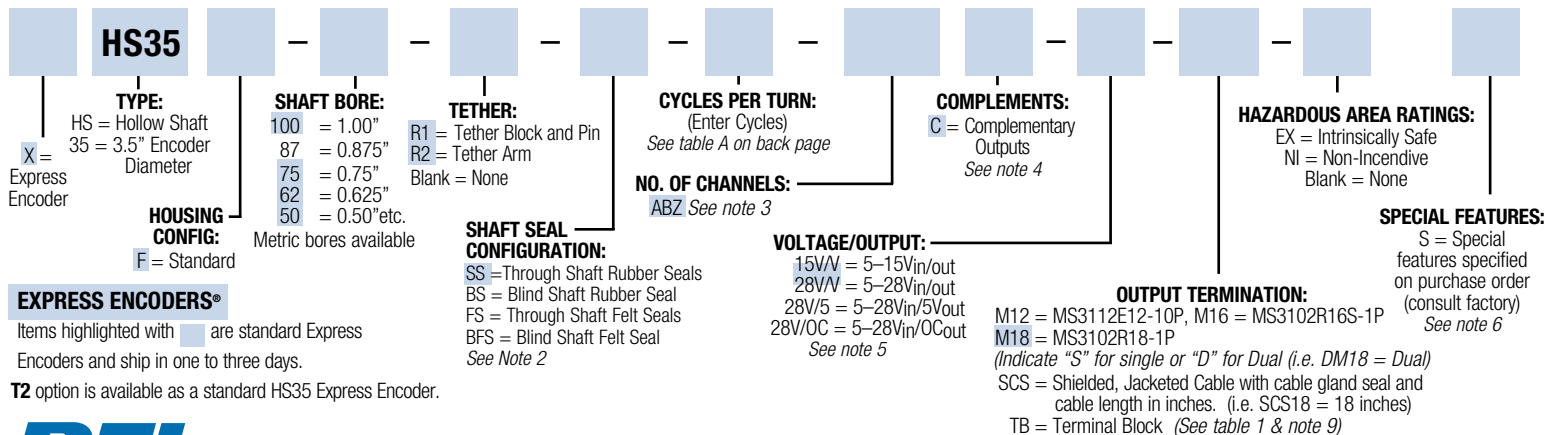 HS35 – – – – – – – –
X =
Express
Encoder
TYPE:
HS = Hollow Shaft
35 = 3.5" Encoder
Diameter
HOUSING
CONFIG:
F = Standard
SHAFT BORE:
100 = 1.00"
87 = 0.875"
75 = 0.75"
62 = 0.625"
50 = 0.50"etc.
Metric bores available
TETHER:
R1 = Tether Block and Pin
R2 = Tether Arm
Blank = None
SHAFT SEAL
CONFIGURATION:
SS =Through Shaft Rubber Seals
BS = Blind Shaft Rubber Seal
FS = Through Shaft Felt Seals
BFS = Blind Shaft Felt Seal
See Note 2
CYCLES PER TURN:
(Enter Cycles)
See table A on back page
NO. OF CHANNELS:
ABZ See note 3
COMPLEMENTS:
C = Complementary
Outputs
See note 4
VOLTAGE/OUTPUT:
15V/V = 5–15Vin/out
28V/V = 5–28Vin/out
28V/5 = 5–28Vin/5Vout
28V/OC = 5–28Vin/OCout
See note 5
OUTPUT TERMINATION:
M12 = MS3112E12-10P, M16 = MS3102R16S-1P
M18 = MS3102R18-1P
(Indicate "S" for single or "D" for Dual (i.e. DM18 = Dual)
SCS = Shielded, Jacketed Cable with cable gland seal and
cable length in inches. (i.e. SCS18 = 18 inches)
TB = Terminal Block (See table 1 & note 9)
HAZARDOUS AREA RATINGS:
EX = Intrinsically Safe
NI = Non-Incendive
Blank = None
SPECIAL FEATURES:
S = Special
features specified
on purchase order
(consult factory)
See note 6
EXPRESS ENCODERS®
Items highlighted with are standard Express
Encoders and ship in one to three days.
T2 option is available as a standard HS35 Express Encoder.